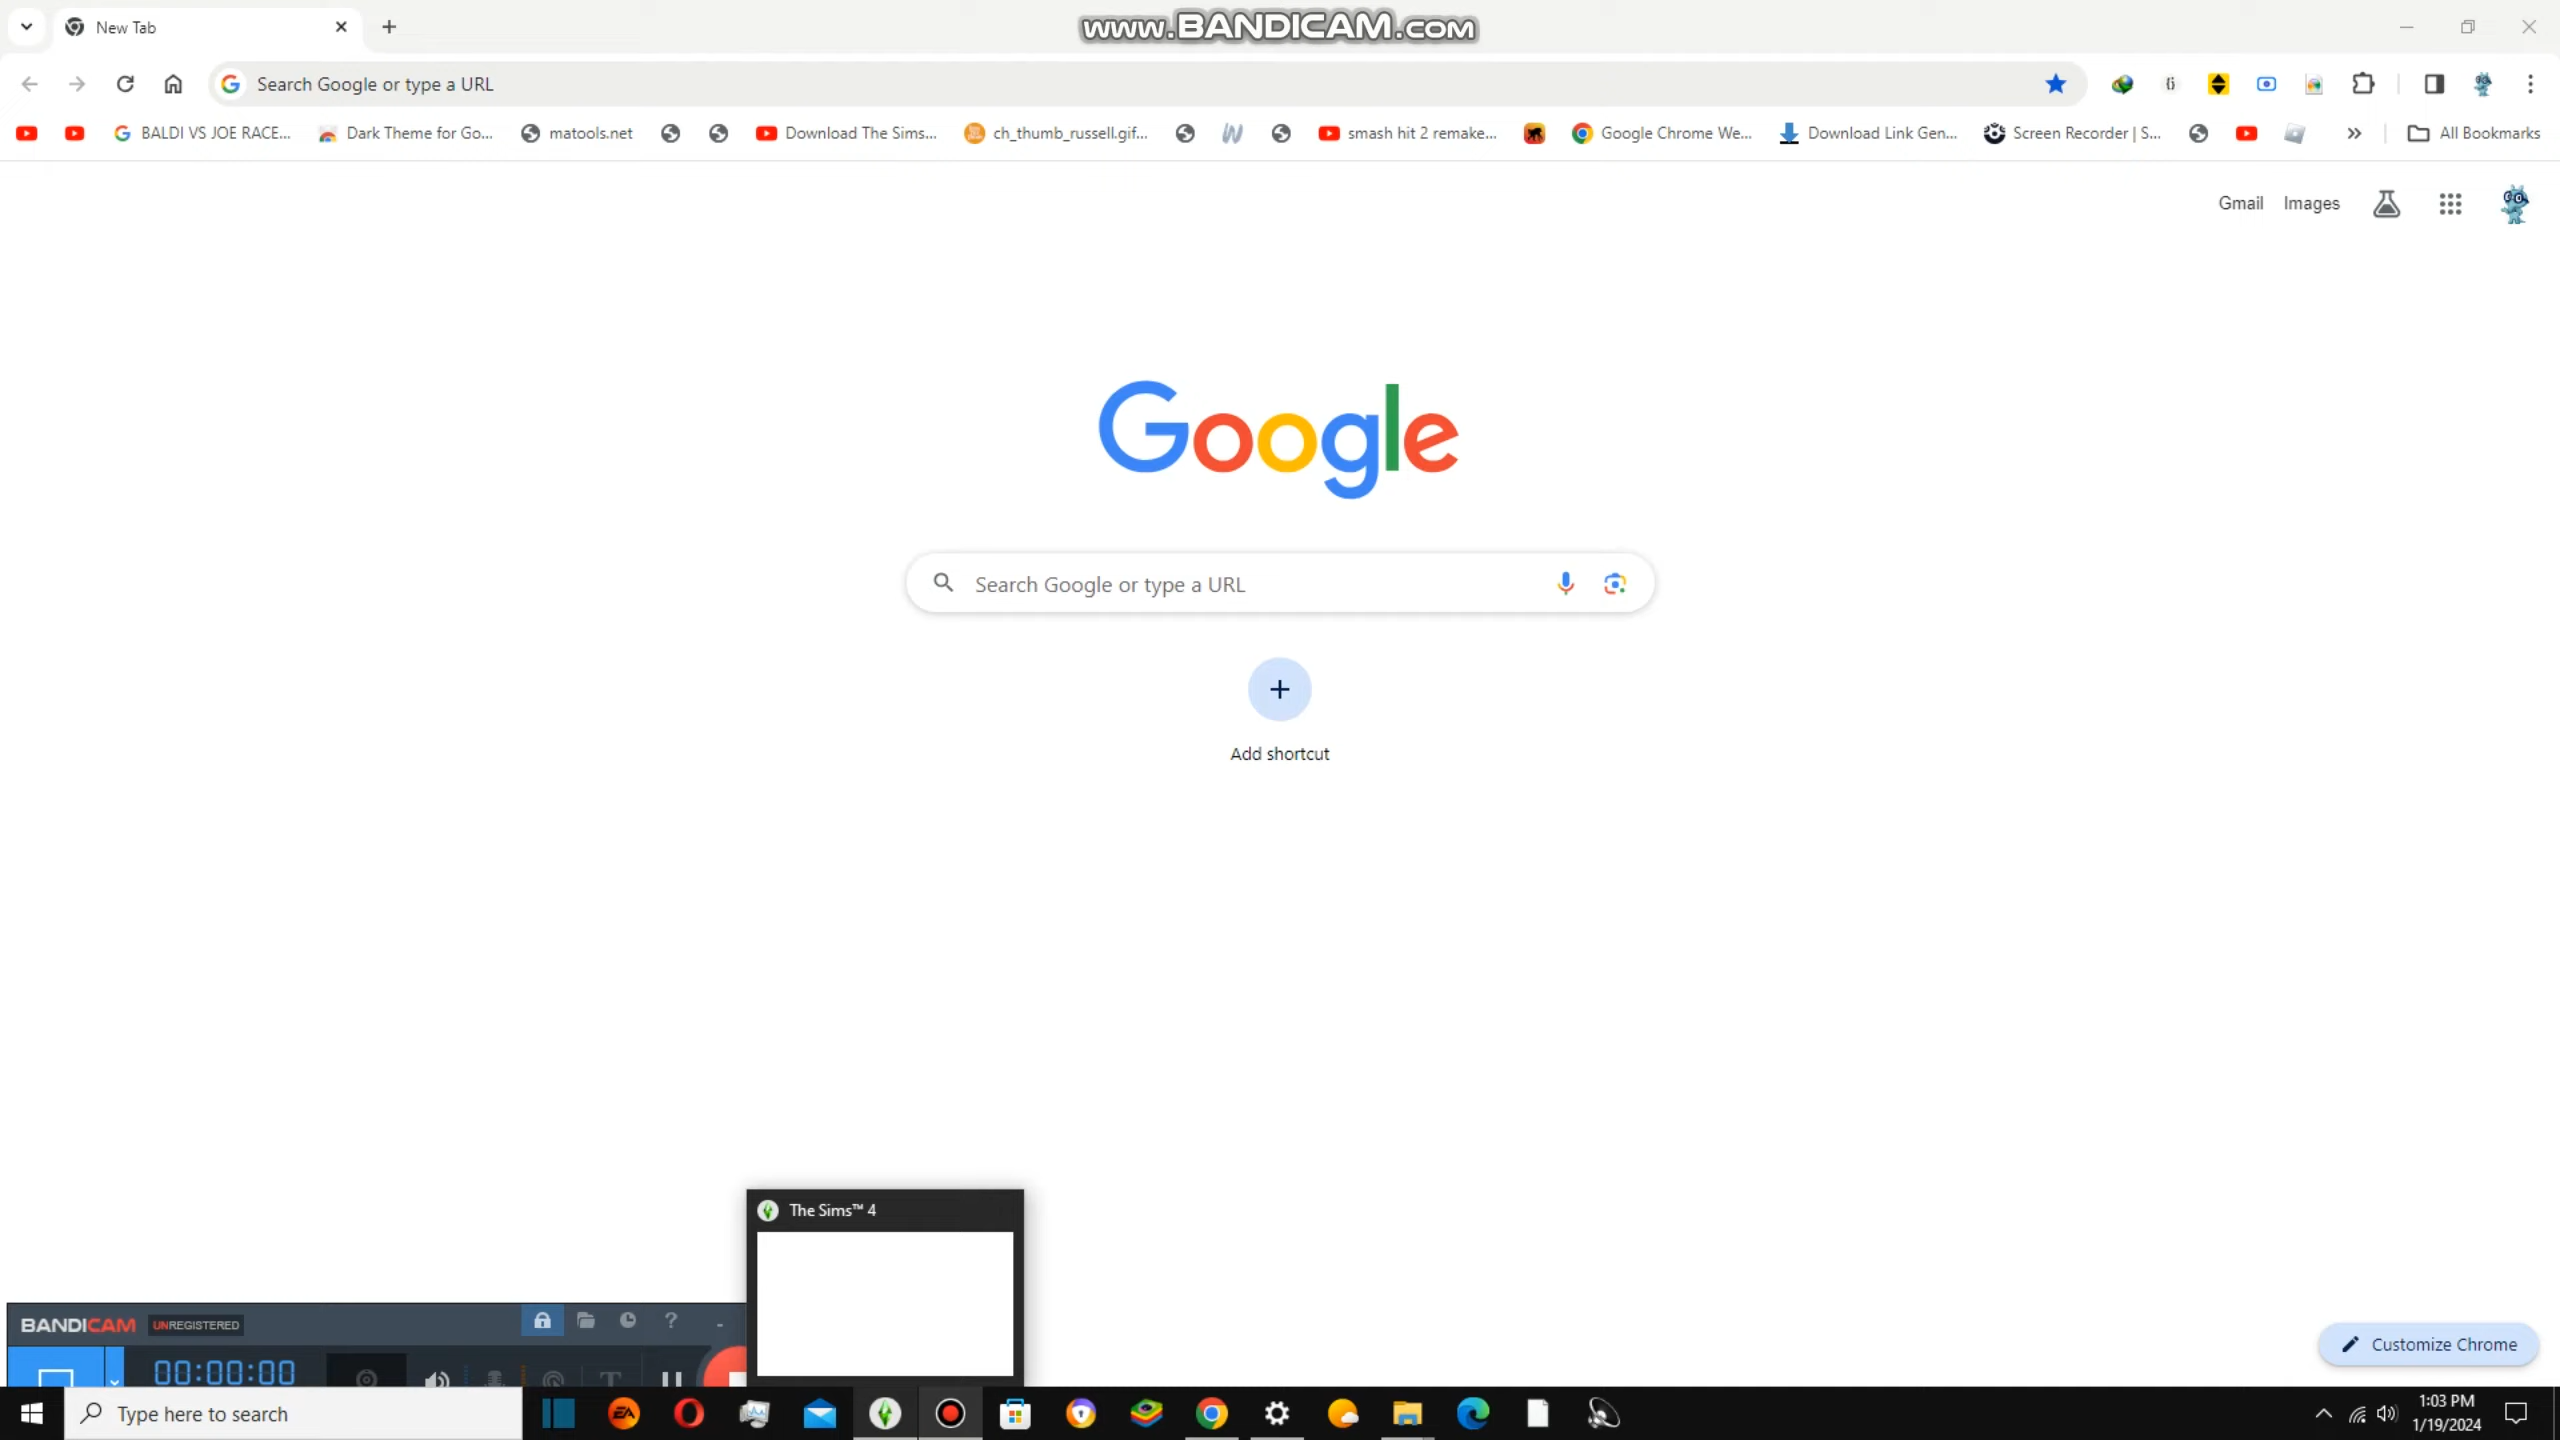 New Tab
www.BANDICAM.com
Search Google or type a URL
BALDI VS JOE RACE...
Dark Theme for Go...
matools.net
Download The Sims...
ch_thumb_russell.gif...
smash hit 2 remake...
Google Chrome We...
Download Link Gen...
Screen Recorder | S...
All Bookmarks
Gmail
Images
Google
Search Google or type a URL
Add shortcut
The Sims™ 4
BANDICAM
UNREGISTERED
00:00:00
Customize Chrome
Type here to search
EA
1:03 PM
1/19/2024